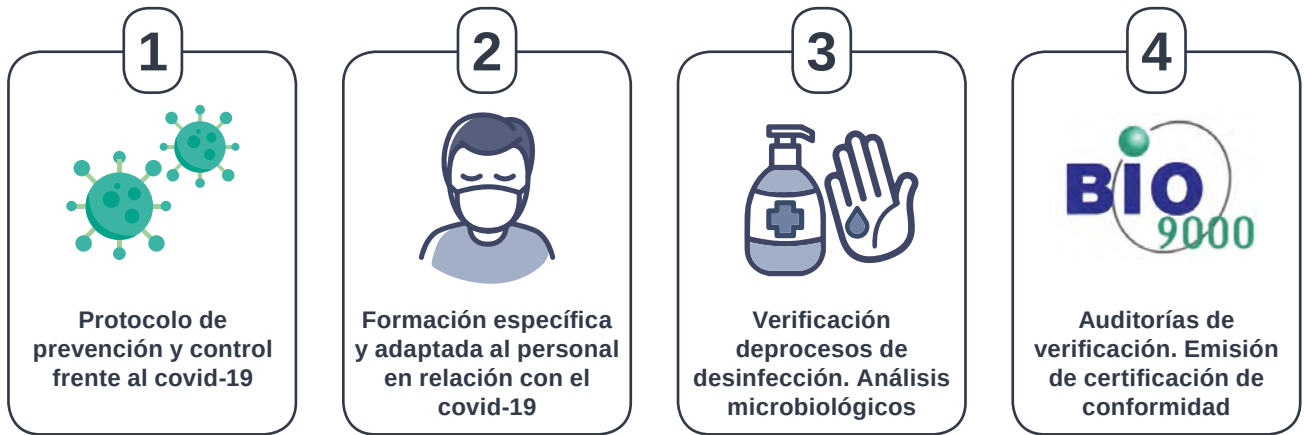 1
Protocolo de
prevención y control
frente al covid-19
2
Formación específica
y adaptada al personal
en relación con el
covid-19
3
Verificación
deprocesos de
desinfección. Análisis
microbiológicos
4
BIO
9000
Auditorías de
verificación. Emisión
de certificación de
conformidad